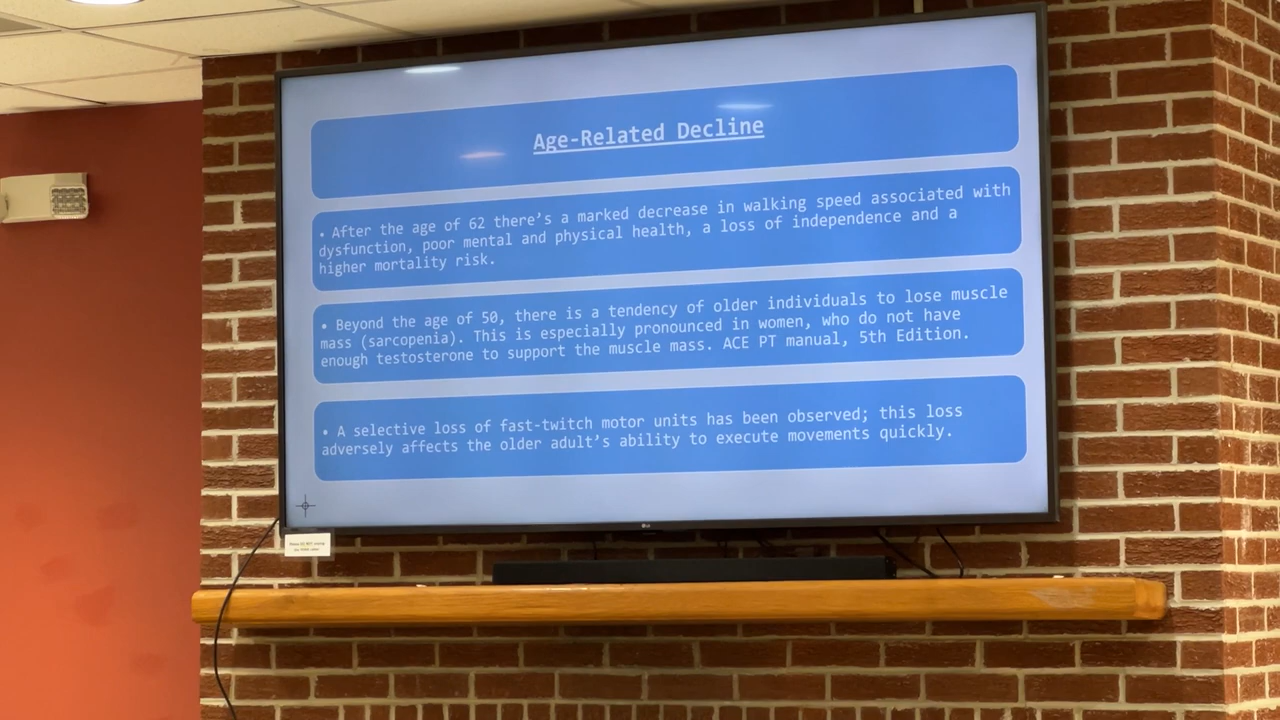 Age-Related Decline
• After the age of 62 there's a marked decrease in walking speed associated with
dysfunction, poor mental and physical health, a loss of independence and a
higher mortality risk.
• Beyond the age of 50, there is a tendency of older individuals to lose muscle
mass (sarcopenia). This is especially pronounced in women, who do not have
enough testosterone to support the muscle mass. ACE PT manual, 5th Edition.
• A selective loss of fast-twitch motor units has been observed; this loss
adversely affects the older adult's ability to execute movements quickly.
LG